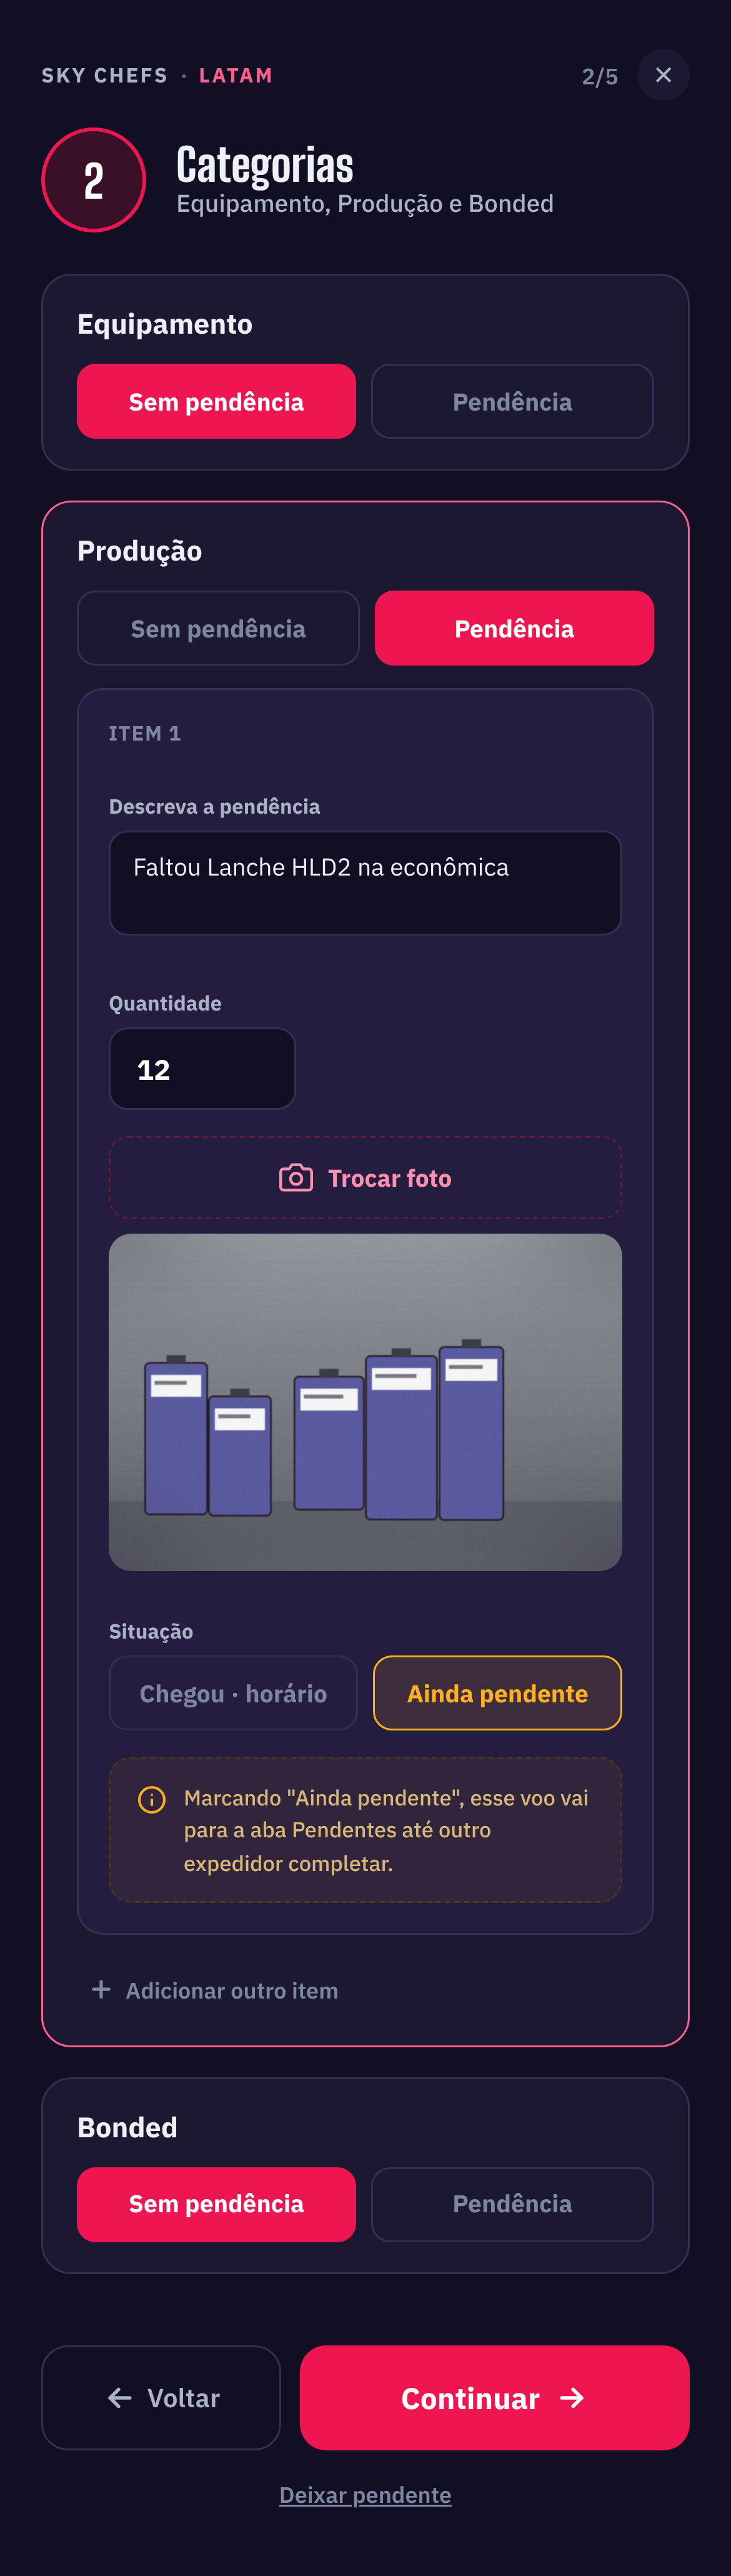 SKY CHEFS · LATAM
2/5
2
Categorias
Equipamento, Produção e Bonded
Equipamento
Sem pendência
Pendência
Produção
Sem pendência
Pendência
ITEM 1
Descreva a pendência
Faltou Lanche HLD2 na econômica
Quantidade
12
Trocar foto
Situação
Chegou · horário
Ainda pendente
Marcando "Ainda pendente", esse voo vai
para a aba Pendentes até outro
expedidor completar.
+ Adicionar outro item
Bonded
Sem pendência
Pendência
← Voltar
Continuar →
Deixar pendente